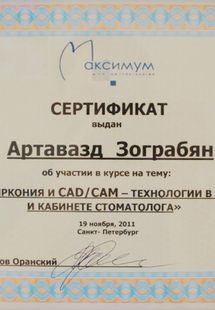 Максимум
СЕРТИФИКАТ
выдан
Артавазд Зограбян
об участии в курсе на тему:
ИРКОНИЯ и CAD/CAM – ТЕХНОЛОГИИ В
И КАБИНЕТЕ СТОМАТОЛОГА»
19 ноября, 2011
Санкт- Петербург
ов Оранский